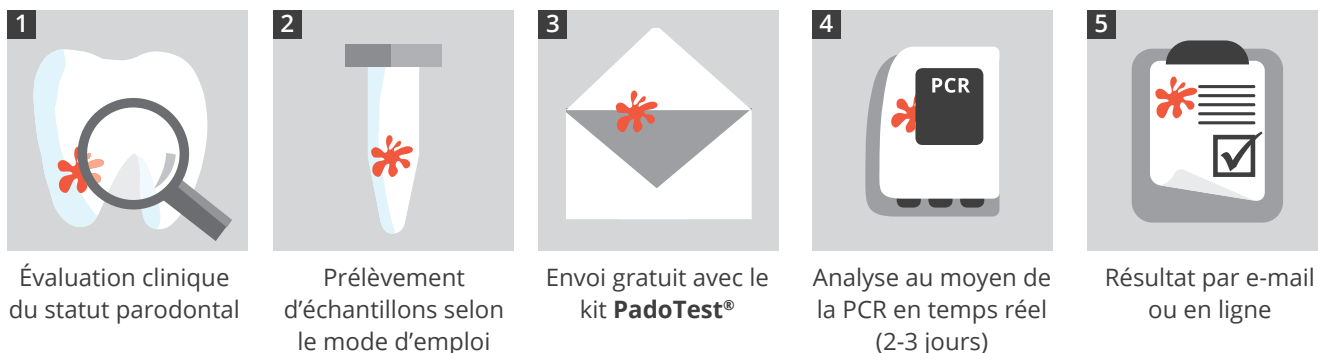 1
Évaluation clinique
du statut parodontal
2
Prélèvement
d’échantillons selon
le mode d’emploi
3
Envoi gratuit avec le
kit PadoTest®
4
PCR
Analyse au moyen de
la PCR en temps réel
(2-3 jours)
5
Résultat par e-mail
ou en ligne